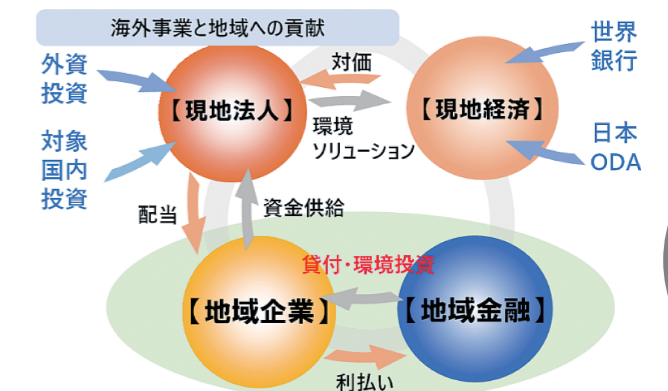 海外事業と地域への貢献
外資
投資
対象
国内
投資
【現地法人】
対価
環境
ソリューション
【現地経済】
世界
銀行
日本
ODA
配当
資金供給
貸付・環境投資
【地域企業】
【地域金融】
利払い